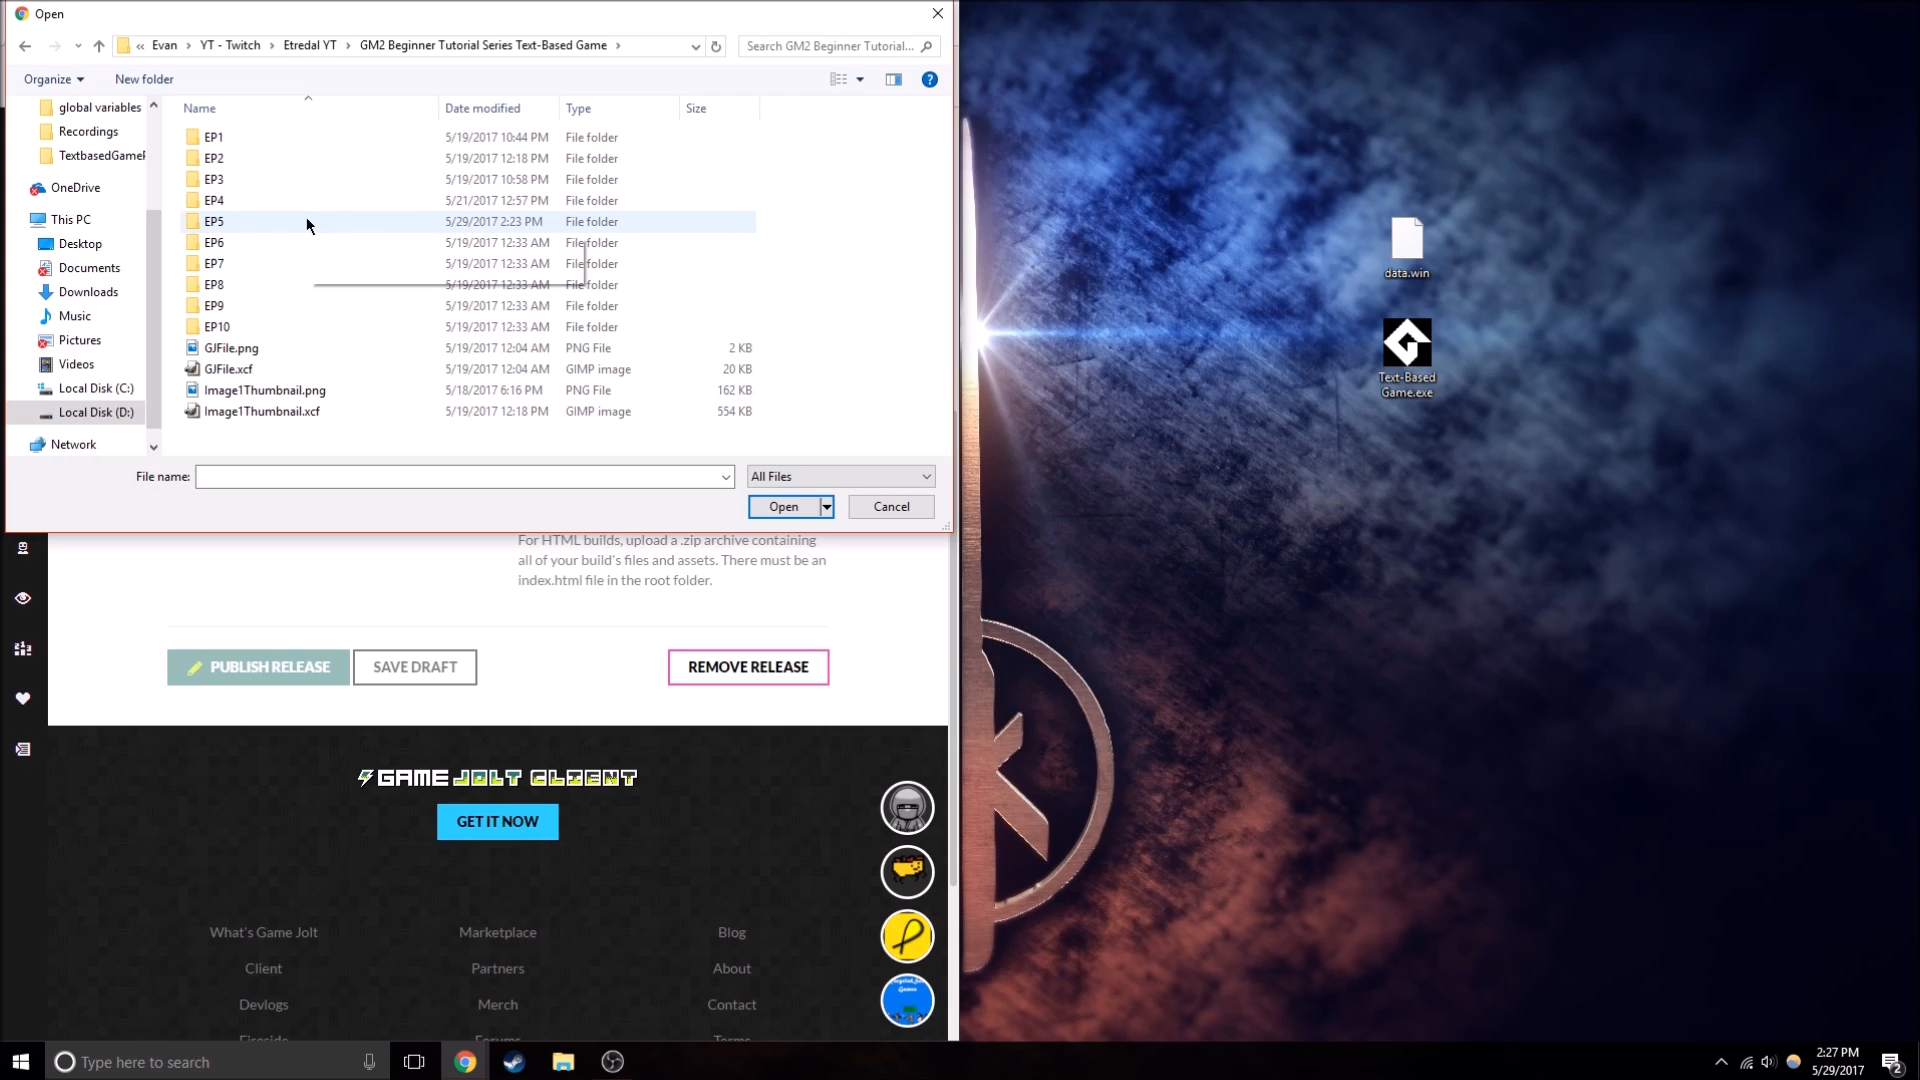 Open
« Evan > YT - Twitch > Etredal YT > GM2 Beginner Tutorial Series Text-Based Game >
Search GM2 Beginner Tutorial...
Organize
New folder
Name Date modified Type Size
global variables
Recordings
TextbasedGame
OneDrive
This PC
Desktop
Documents
Downloads
Music
Pictures
Videos
Local Disk (C:)
Local Disk (D:)
Network
EP1 5/19/2017 10:44 PM File folder
EP2 5/19/2017 12:18 PM File folder
EP3 5/19/2017 10:58 PM File folder
EP4 5/21/2017 12:57 PM File folder
EP5 5/29/2017 2:23 PM File folder
EP6 5/19/2017 12:33 AM File folder
EP7 5/19/2017 12:33 AM File folder
EP8 5/19/2017 12:33 AM File folder
EP9 5/19/2017 12:33 AM File folder
EP10 5/19/2017 12:33 AM File folder
GJFile.png 5/19/2017 12:04 AM PNG File 2 KB
GJFile.xcf 5/19/2017 12:04 AM GIMP image 20 KB
Image1Thumbnail.png 5/18/2017 6:16 PM PNG File 162 KB
Image1Thumbnail.xcf 5/19/2017 12:18 PM GIMP image 554 KB
File name:
All Files
Open
Cancel
data.win
Text-Based
Game.exe
For HTML builds, upload a .zip archive containing
all of your build's files and assets. There must be an
index.html file in the root folder.
PUBLISH RELEASE
SAVE DRAFT
REMOVE RELEASE
GAME JOLT CLIENT
GET IT NOW
What's Game Jolt Marketplace Blog
Client Partners About
Devlogs Merch Contact
Fireside Forums Terms
Type here to search
2:27 PM
5/29/2017
2